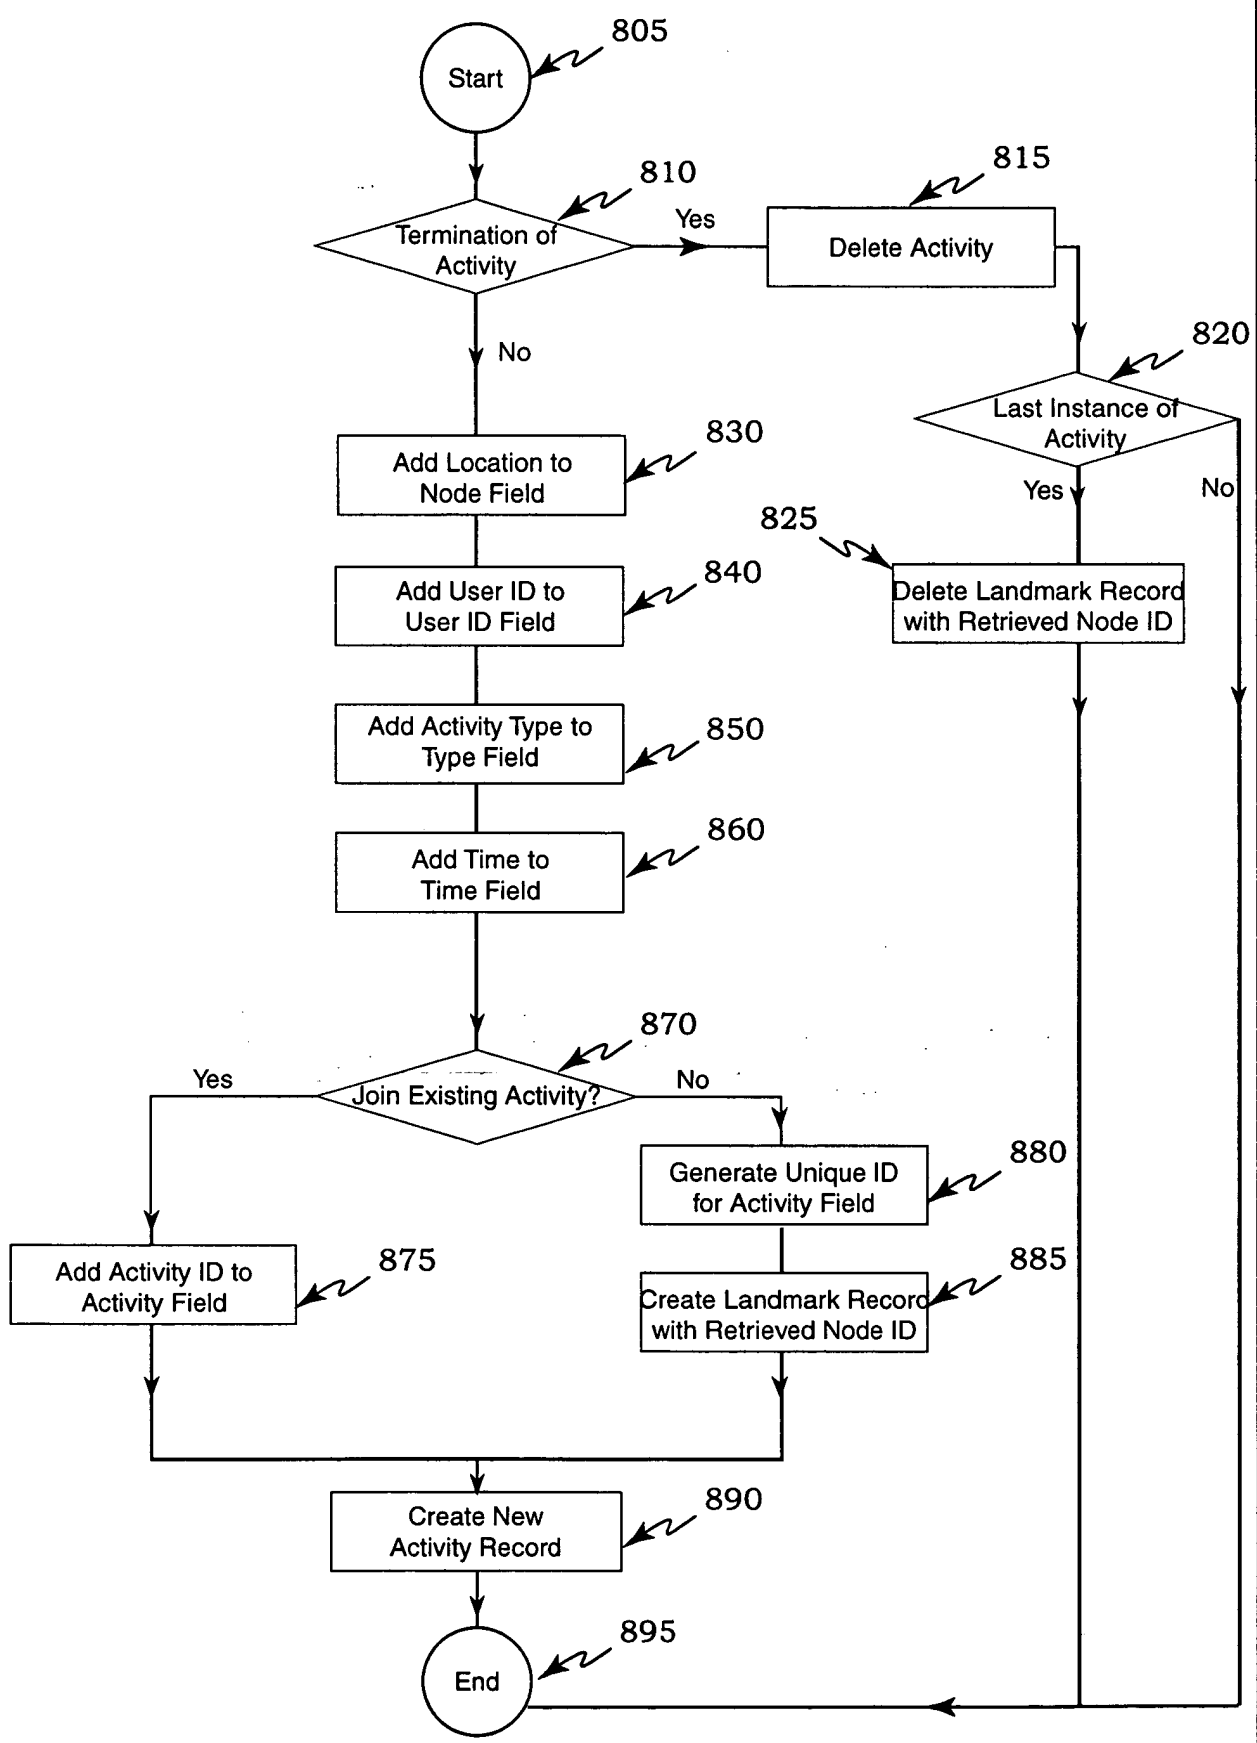 805
Start
810
815
Termination of
Activity
Yes
Delete Activity
820
No
Last Instance of
Activity
830
Add Location to
Node Field
Yes
No
825
840
Add User ID to
User ID Field
Delete Landmark Record
with Retrieved Node ID
850
Add Activity Type to
Type Field
860
Add Time to
Time Field
870
Yes
Join Existing Activity?
No
880
Generate Unique ID
for Activity Field
875
Add Activity ID to
Activity Field
885
Create Landmark Record
with Retrieved Node ID
890
Create New
Activity Record
895
End